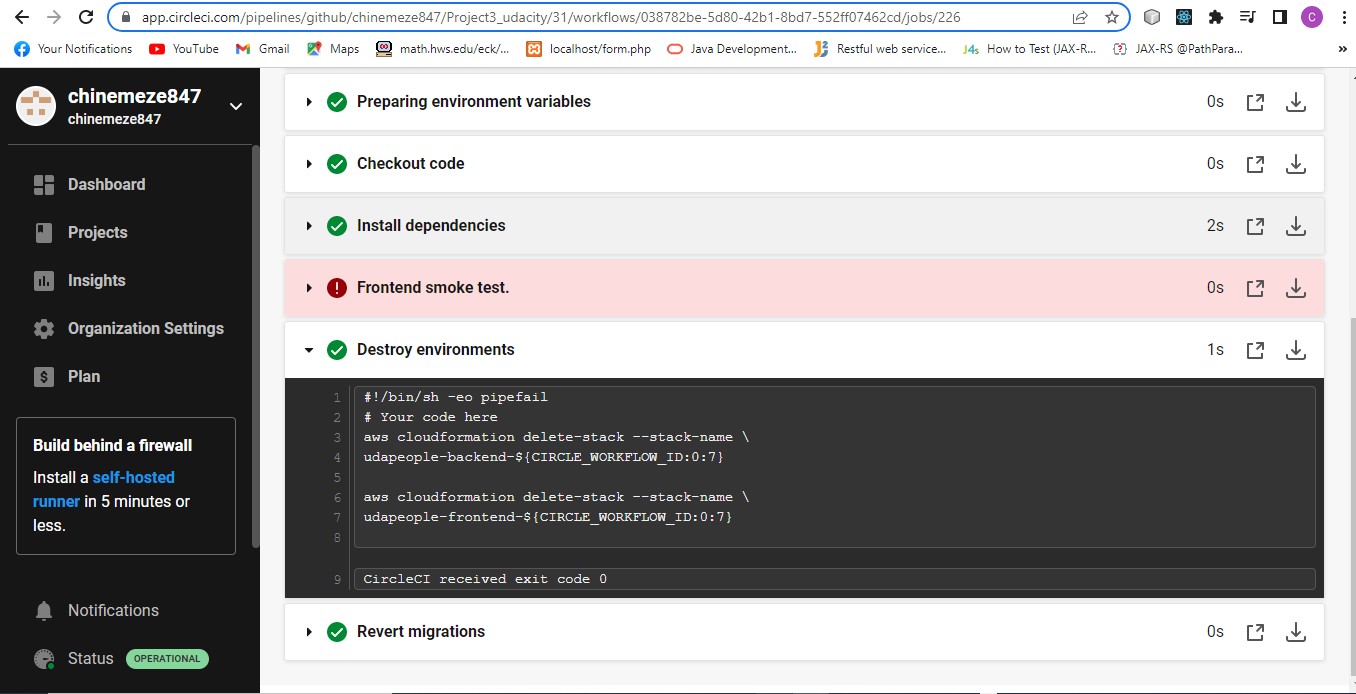 app.circleci.com/pipelines/github/chinemeze847/Project3_udacity/31/workflows/038782be-5d80-42b1-8bd7-552ff07462cd/jobs/226
C
Your Notifications YouTube Gmail Maps math.hws.edu/eck/... localhost/form.php Java Development... Restful web service... J4s How to Test (JAX-R... JAX-RS @PathPara... »
chinemeze847
chinemeze847
Dashboard
Projects
Insights
Organization Settings
Plan
Build behind a firewall
Install a self-hosted
runner in 5 minutes or
less.
Notifications
Status OPERATIONAL
Preparing environment variables 0s
Checkout code 0s
Install dependencies 2s
Frontend smoke test. 0s
Destroy environments 1s
1 #!/bin/sh -eo pipefail
2 # Your code here
3 aws cloudformation delete-stack --stack-name \
4 udapeople-backend-${CIRCLE_WORKFLOW_ID:0:7}
5
6 aws cloudformation delete-stack --stack-name \
7 udapeople-frontend-${CIRCLE_WORKFLOW_ID:0:7}
8
9 CircleCI received exit code 0
Revert migrations 0s